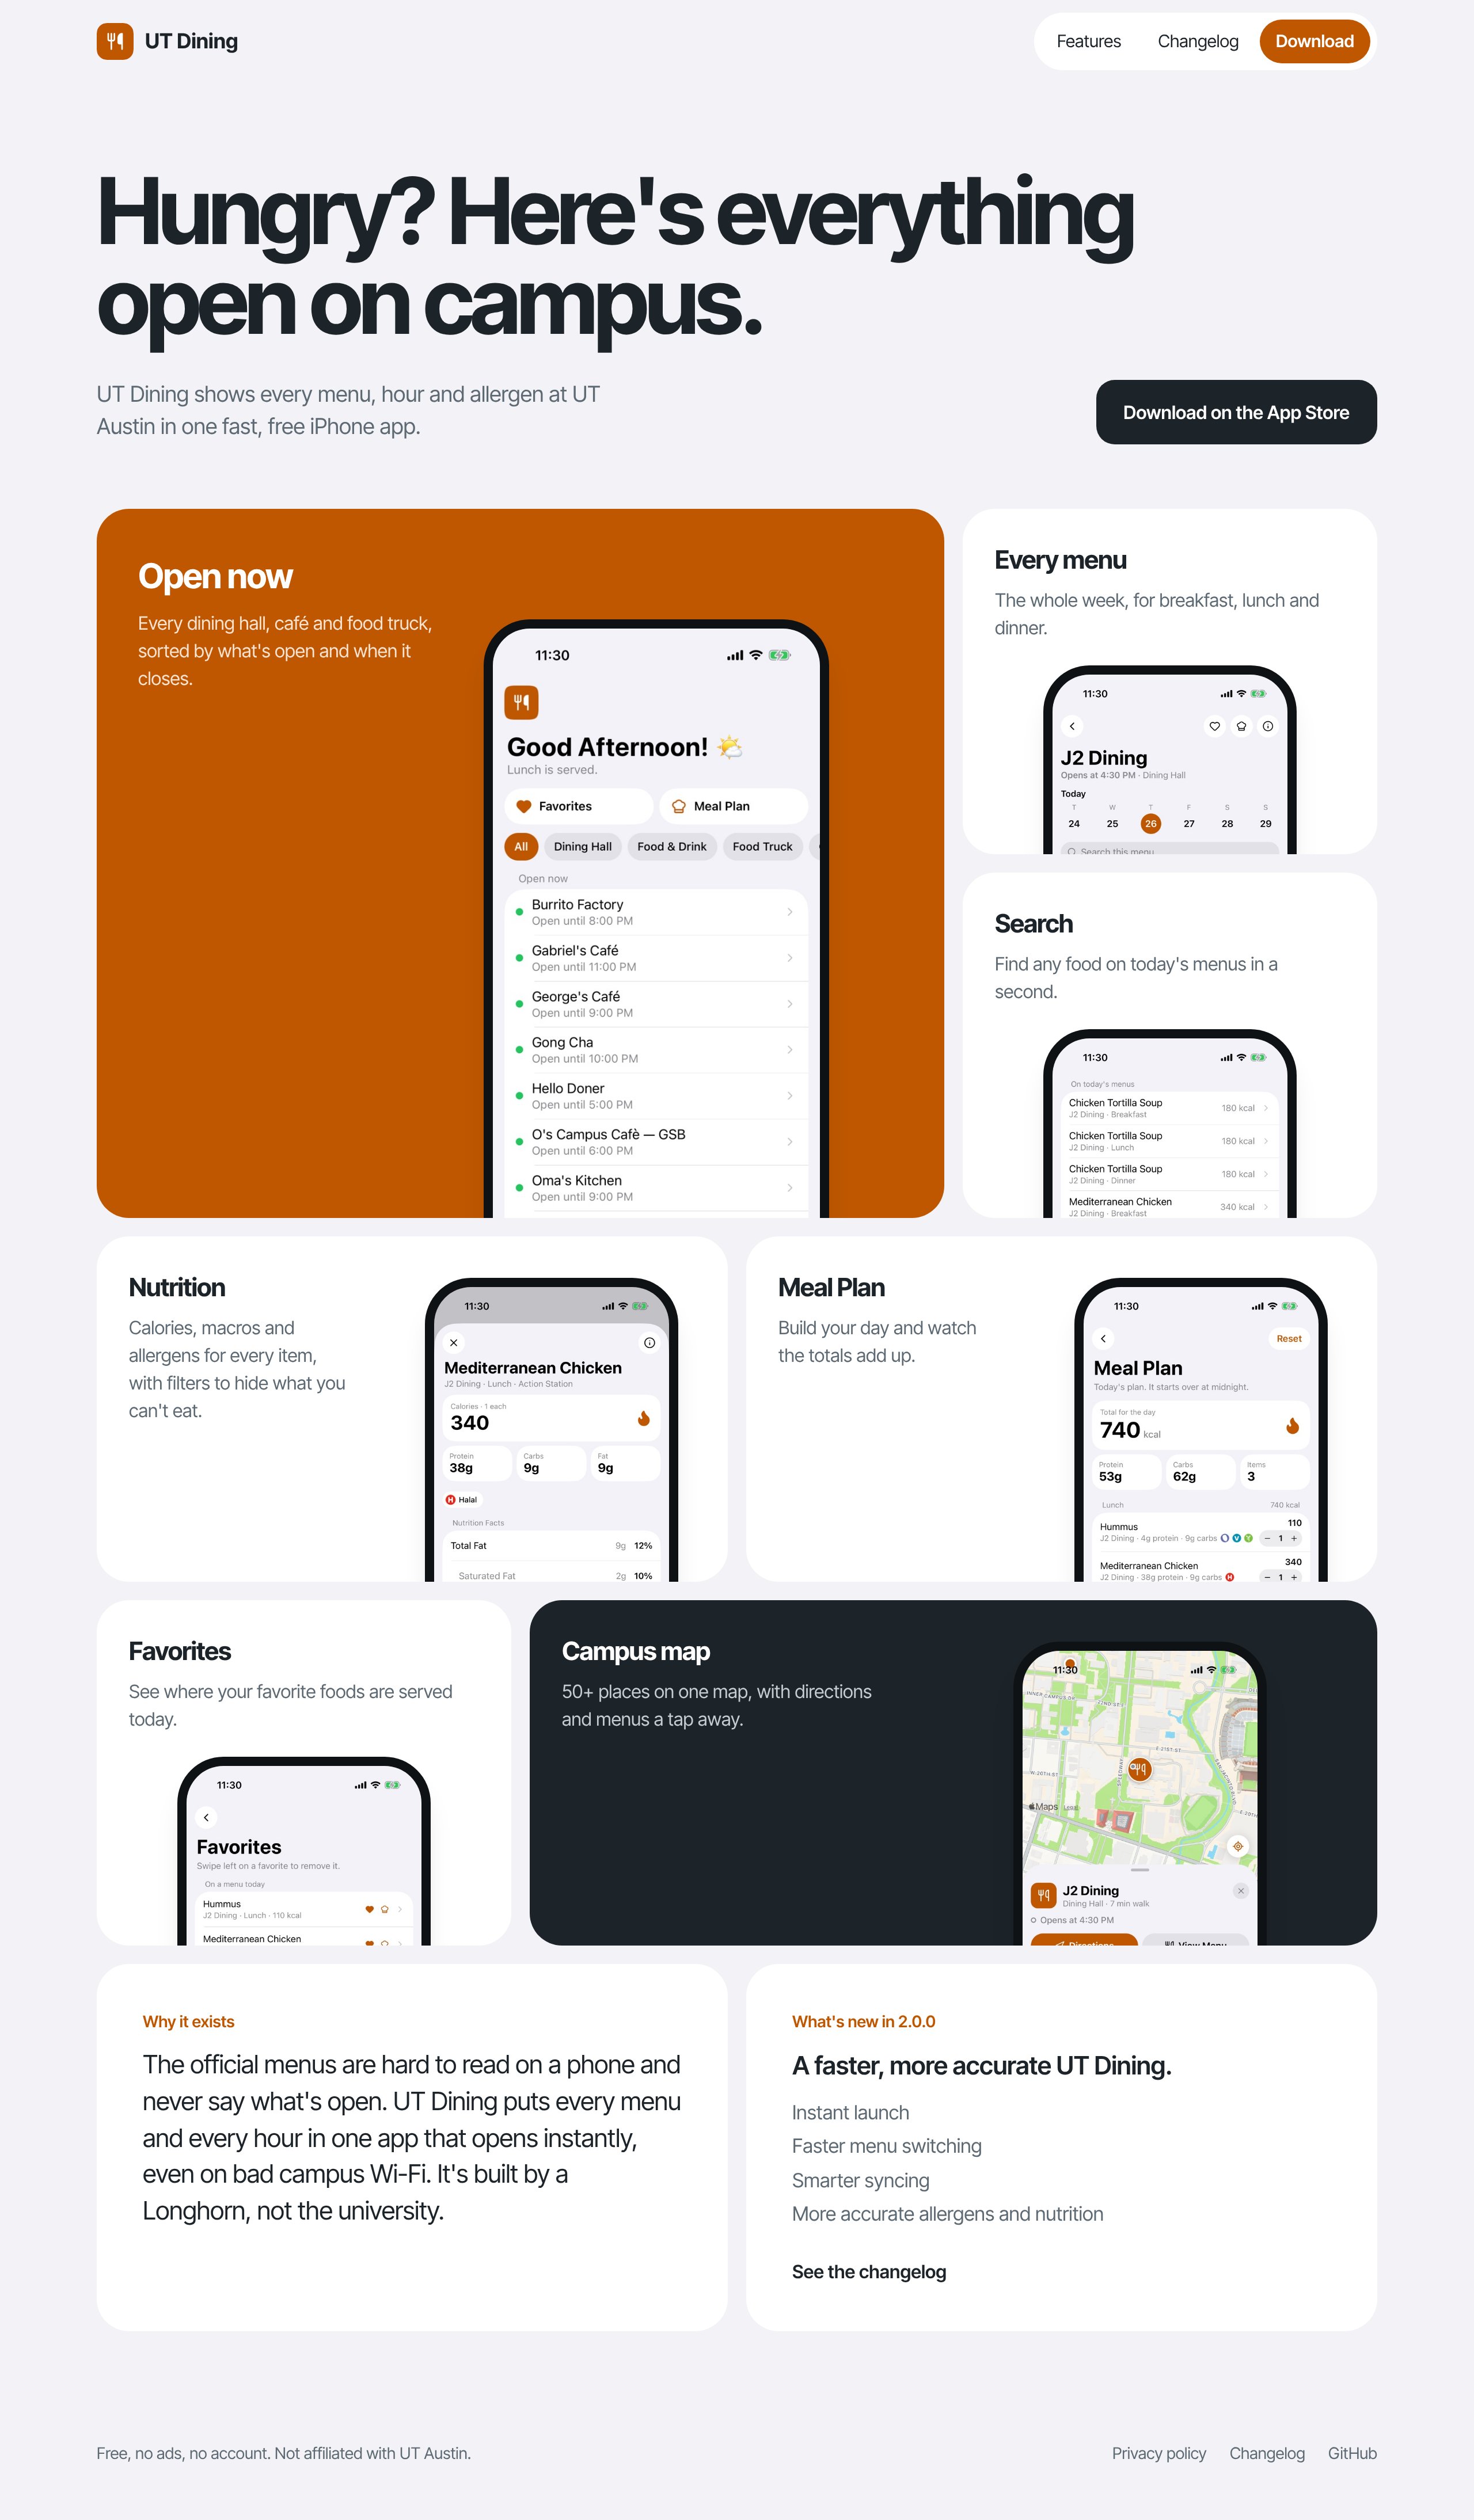 UT Dining
Features Changelog Download
Hungry? Here's everything
open on campus.
UT Dining shows every menu, hour and allergen at UT
Austin in one fast, free iPhone app.
Download on the App Store
Open now
Every dining hall, café and food truck,
sorted by what's open and when it
closes.
11:30
Good Afternoon!
Lunch is served.
Favorites Meal Plan
All Dining Hall Food & Drink Food Truck
Open now
Burrito Factory
Open until 8:00 PM
Gabriel's Café
Open until 11:00 PM
George's Café
Open until 9:00 PM
Gong Cha
Open until 10:00 PM
Hello Doner
Open until 5:00 PM
O's Campus Cafè — GSB
Open until 6:00 PM
Oma's Kitchen
Open until 9:00 PM
Every menu
The whole week, for breakfast, lunch and
dinner.
11:30
J2 Dining
Opens at 4:30 PM · Dining Hall
Today
T W T F S S
24 25 26 27 28 29
Search this menu
Search
Find any food on today's menus in a
second.
11:30
On today's menus
Chicken Tortilla Soup
J2 Dining · Breakfast
180 kcal
Chicken Tortilla Soup
J2 Dining · Lunch
180 kcal
Chicken Tortilla Soup
J2 Dining · Dinner
180 kcal
Mediterranean Chicken
J2 Dining · Breakfast
340 kcal
Nutrition
Calories, macros and
allergens for every item,
with filters to hide what you
can't eat.
11:30
Mediterranean Chicken
J2 Dining · Lunch · Action Station
Calories · 1 each
340
Protein Carbs Fat
38g 9g 9g
H Halal
Nutrition Facts
Total Fat 9g 12%
Saturated Fat 2g 10%
Meal Plan
Build your day and watch
the totals add up.
11:30
Reset
Meal Plan
Today's plan. It starts over at midnight.
Total for the day
740 kcal
Protein Carbs Items
53g 62g 3
Lunch 740 kcal
Hummus 110
J2 Dining · 4g protein · 9g carbs − 1 +
Mediterranean Chicken 340
J2 Dining · 38g protein · 9g carbs H − 1 +
Favorites
See where your favorite foods are served
today.
11:30
Favorites
Swipe left on a favorite to remove it.
On a menu today
Hummus
J2 Dining · Lunch · 110 kcal
Mediterranean Chicken
Campus map
50+ places on one map, with directions
and menus a tap away.
11:30
INNER CAMPUS DR
22ND ST
E 21ST ST
W 20TH ST
SPEEDWAY
SAN JACINTO BLVD
E 20TH
Maps Legal
J2 Dining
Dining Hall · 7 min walk
Opens at 4:30 PM
Directions View Menu
Why it exists
The official menus are hard to read on a phone and
never say what's open. UT Dining puts every menu
and every hour in one app that opens instantly,
even on bad campus Wi-Fi. It's built by a
Longhorn, not the university.
What's new in 2.0.0
A faster, more accurate UT Dining.
Instant launch
Faster menu switching
Smarter syncing
More accurate allergens and nutrition
See the changelog
Free, no ads, no account. Not affiliated with UT Austin.
Privacy policy Changelog GitHub